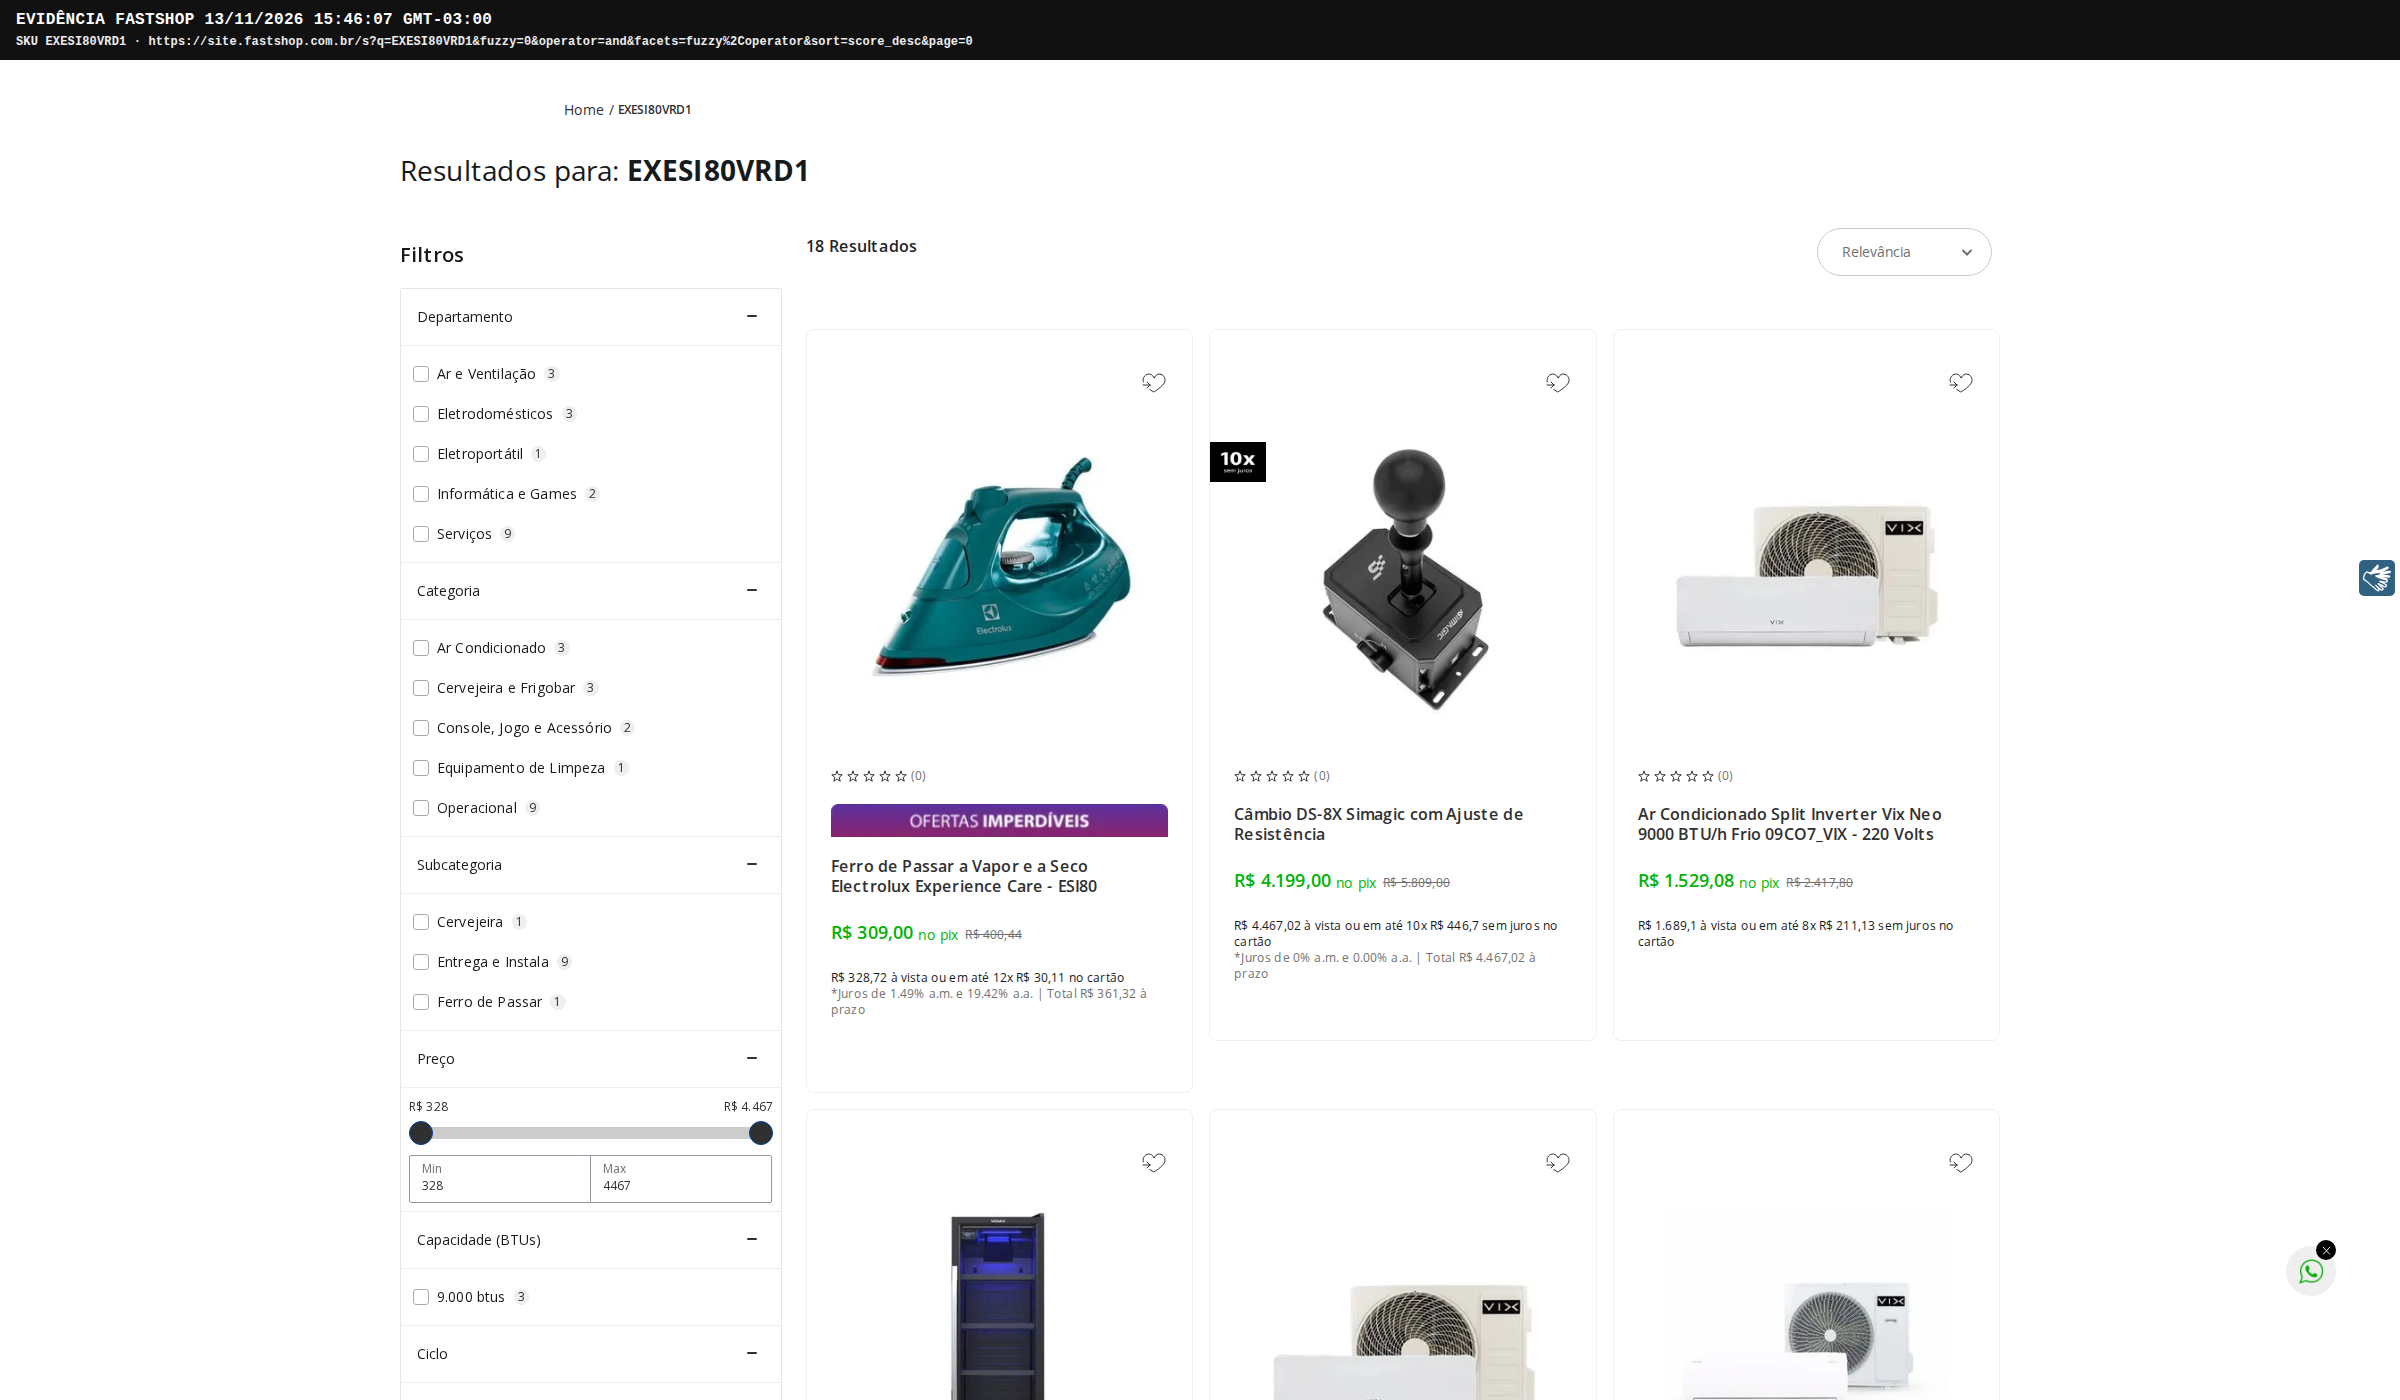 EVIDÊNCIA FASTSHOP 13/11/2026 15:46:07 GMT-03:00
SKU EXESI80VRD1 · https://site.fastshop.com.br/s?q=EXESI80VRD1&fuzzy=0&operator=and&facets=fuzzy%2Coperator&sort=score_desc&page=0
Home / EXESI80VRD1
Resultados para: EXESI80VRD1
Filtros
18 Resultados
Relevância
Departamento
Ar e Ventilação 3
Eletrodomésticos 3
Eletroportátil 1
Informática e Games 2
Serviços 9
Categoria
Ar Condicionado 3
Cervejeira e Frigobar 3
Console, Jogo e Acessório 2
Equipamento de Limpeza 1
Operacional 9
Subcategoria
Cervejeira 1
Entrega e Instala 9
Ferro de Passar 1
Preço
R$ 328
R$ 4.467
Min
328
Max
4467
Capacidade (BTUs)
9.000 btus 3
Ciclo
Electrolux
(0)
OFERTAS IMPERDÍVEIS
Ferro de Passar a Vapor e a Seco
Electrolux Experience Care - ESI80
R$ 309,00 no pix R$ 400,44
R$ 328,72 à vista ou em até 12x R$ 30,11 no cartão
*Juros de 1.49% a.m. e 19.42% a.a. | Total R$ 361,32 à
prazo
10x
sem juros
SIMAGIC
(0)
Câmbio DS-8X Simagic com Ajuste de
Resistência
R$ 4.199,00 no pix R$ 5.809,00
R$ 4.467,02 à vista ou em até 10x R$ 446,7 sem juros no
cartão
*Juros de 0% a.m. e 0.00% a.a. | Total R$ 4.467,02 à
prazo
VIX
VIX
(0)
Ar Condicionado Split Inverter Vix Neo
9000 BTU/h Frio 09CO7_VIX - 220 Volts
R$ 1.529,08 no pix R$ 2.417,80
R$ 1.689,1 à vista ou em até 8x R$ 211,13 sem juros no
cartão
VIX
VIX